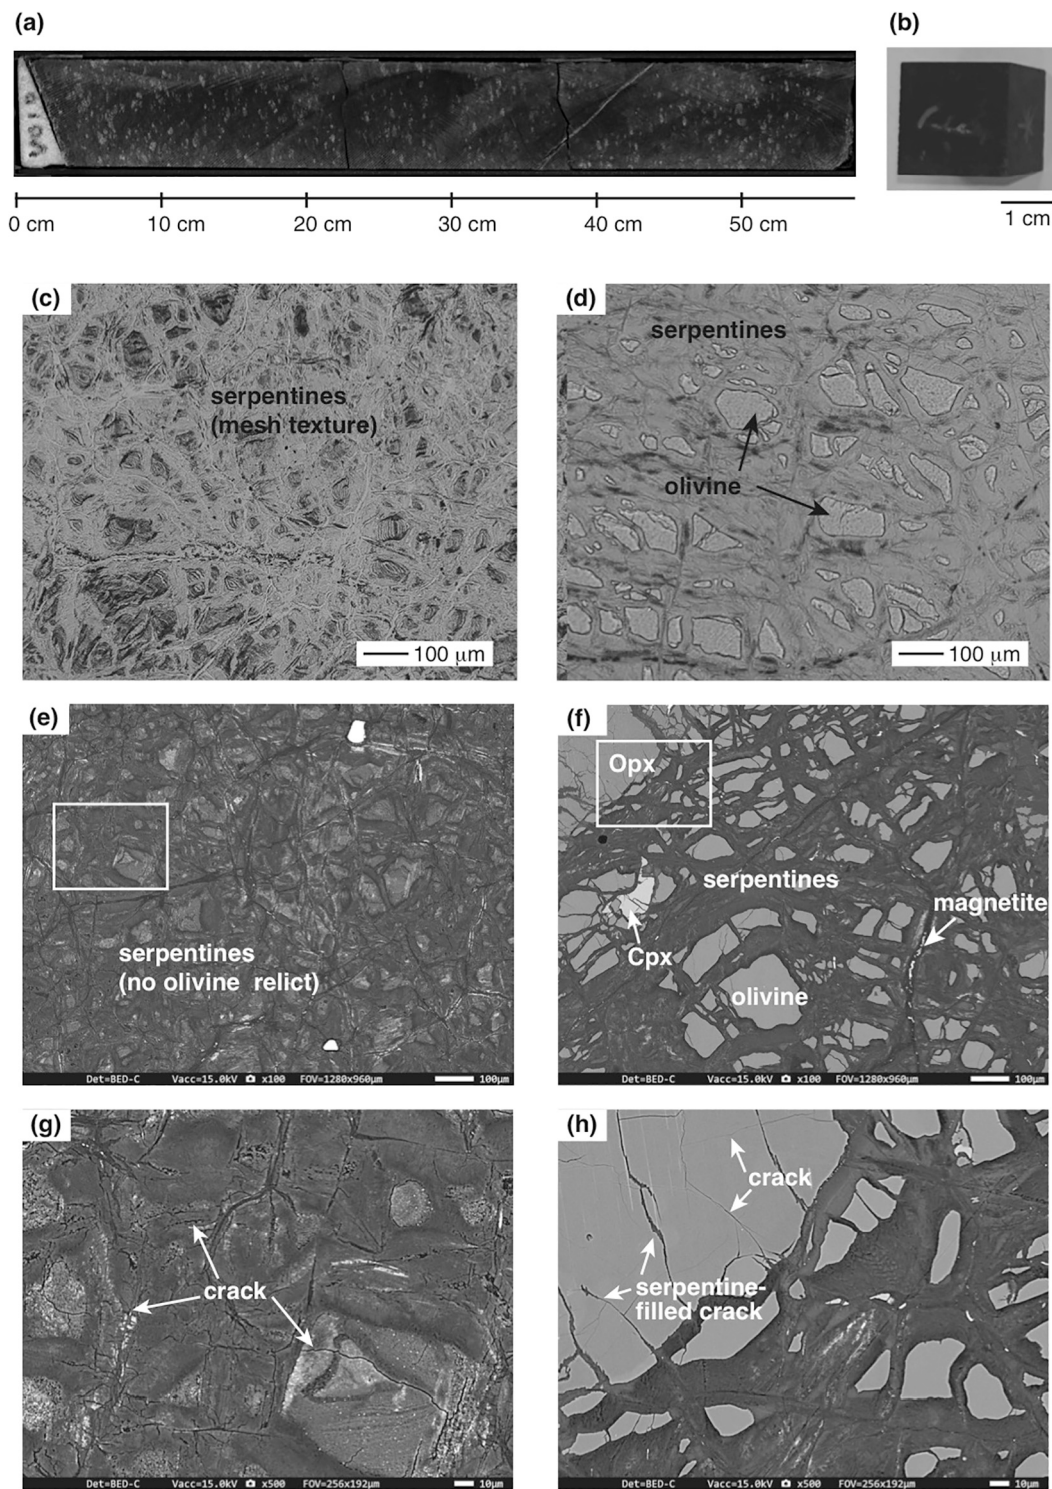 (a)
(b)
0 cm
10 cm
20 cm
30 cm
40 cm
50 cm
1 cm
(c)
serpentines
(mesh texture)
100 µm
(d)
serpentines
olivine
100 µm
(e)
serpentines
(no olivine relict)
Det=BED-C Vacc=15.0kV x100 FOV=1280x960µm 100µm
(f)
Opx
serpentines
magnetite
Cpx
olivine
Det=BED-C Vacc=15.0kV x100 FOV=1280x960µm 100µm
(g)
crack
Det=BED-C Vacc=15.0kV x500 FOV=256x192µm 10µm
(h)
crack
serpentine-
filled crack
Det=BED-C Vacc=15.0kV x500 FOV=256x192µm 10µm